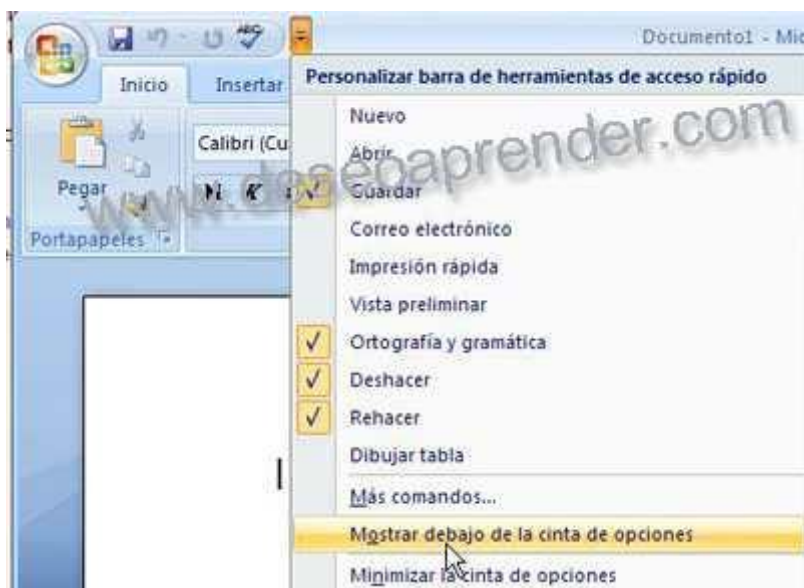 Documento1 - Mic
Inicio
Insertar
Personalizar barra de herramientas de acceso rápido
Calibri (Cu
Pegar
N K
Portapapeles
Nuevo
Abrir
Guardar
Correo electrónico
Impresión rápida
Vista preliminar
Ortografía y gramática
Deshacer
Rehacer
Dibujar tabla
Más comandos...
Mostrar debajo de la cinta de opciones
Minimizar la cinta de opciones
www.deseoaprender.com